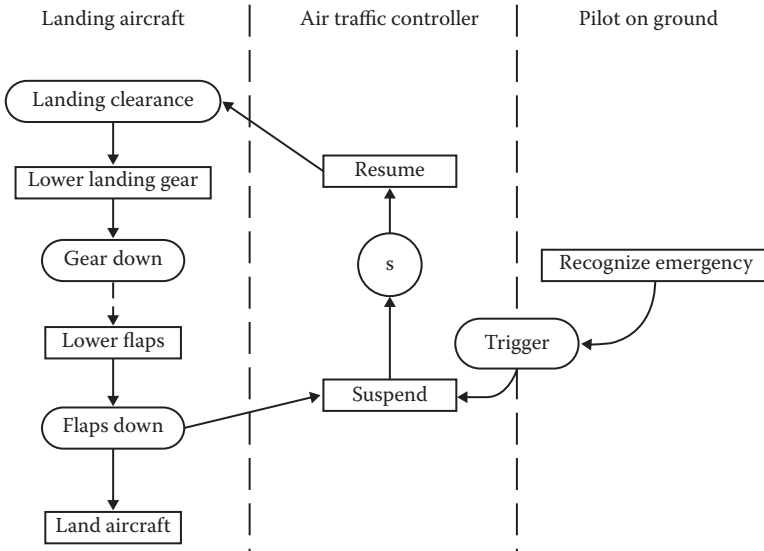 Landing aircraft
Air traffic controller
Pilot on ground
Landing clearance
Resume
Lower landing gear
Gear down
s
Recognize emergency
Lower flaps
Trigger
Suspend
Flaps down
Land aircraft